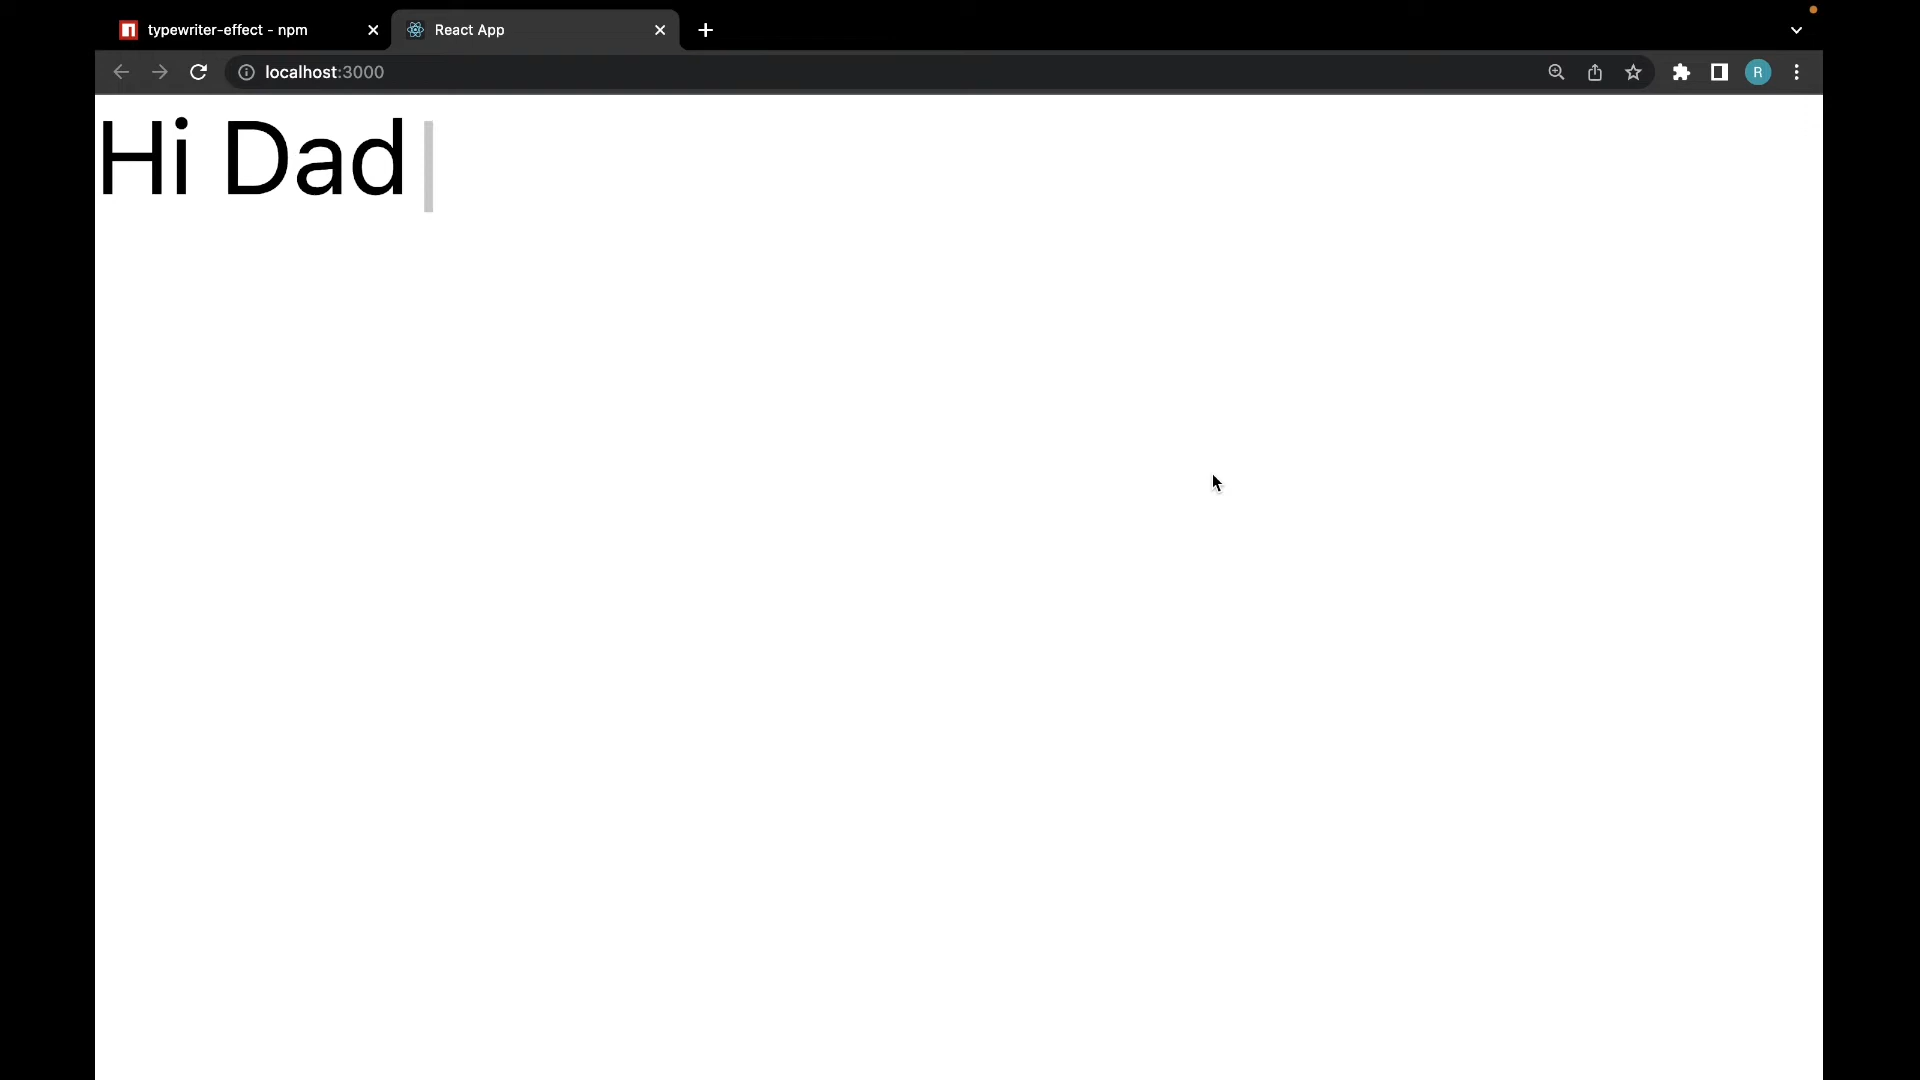 typewriter-effect - npm
React App
localhost:3000
R
Hi Dad